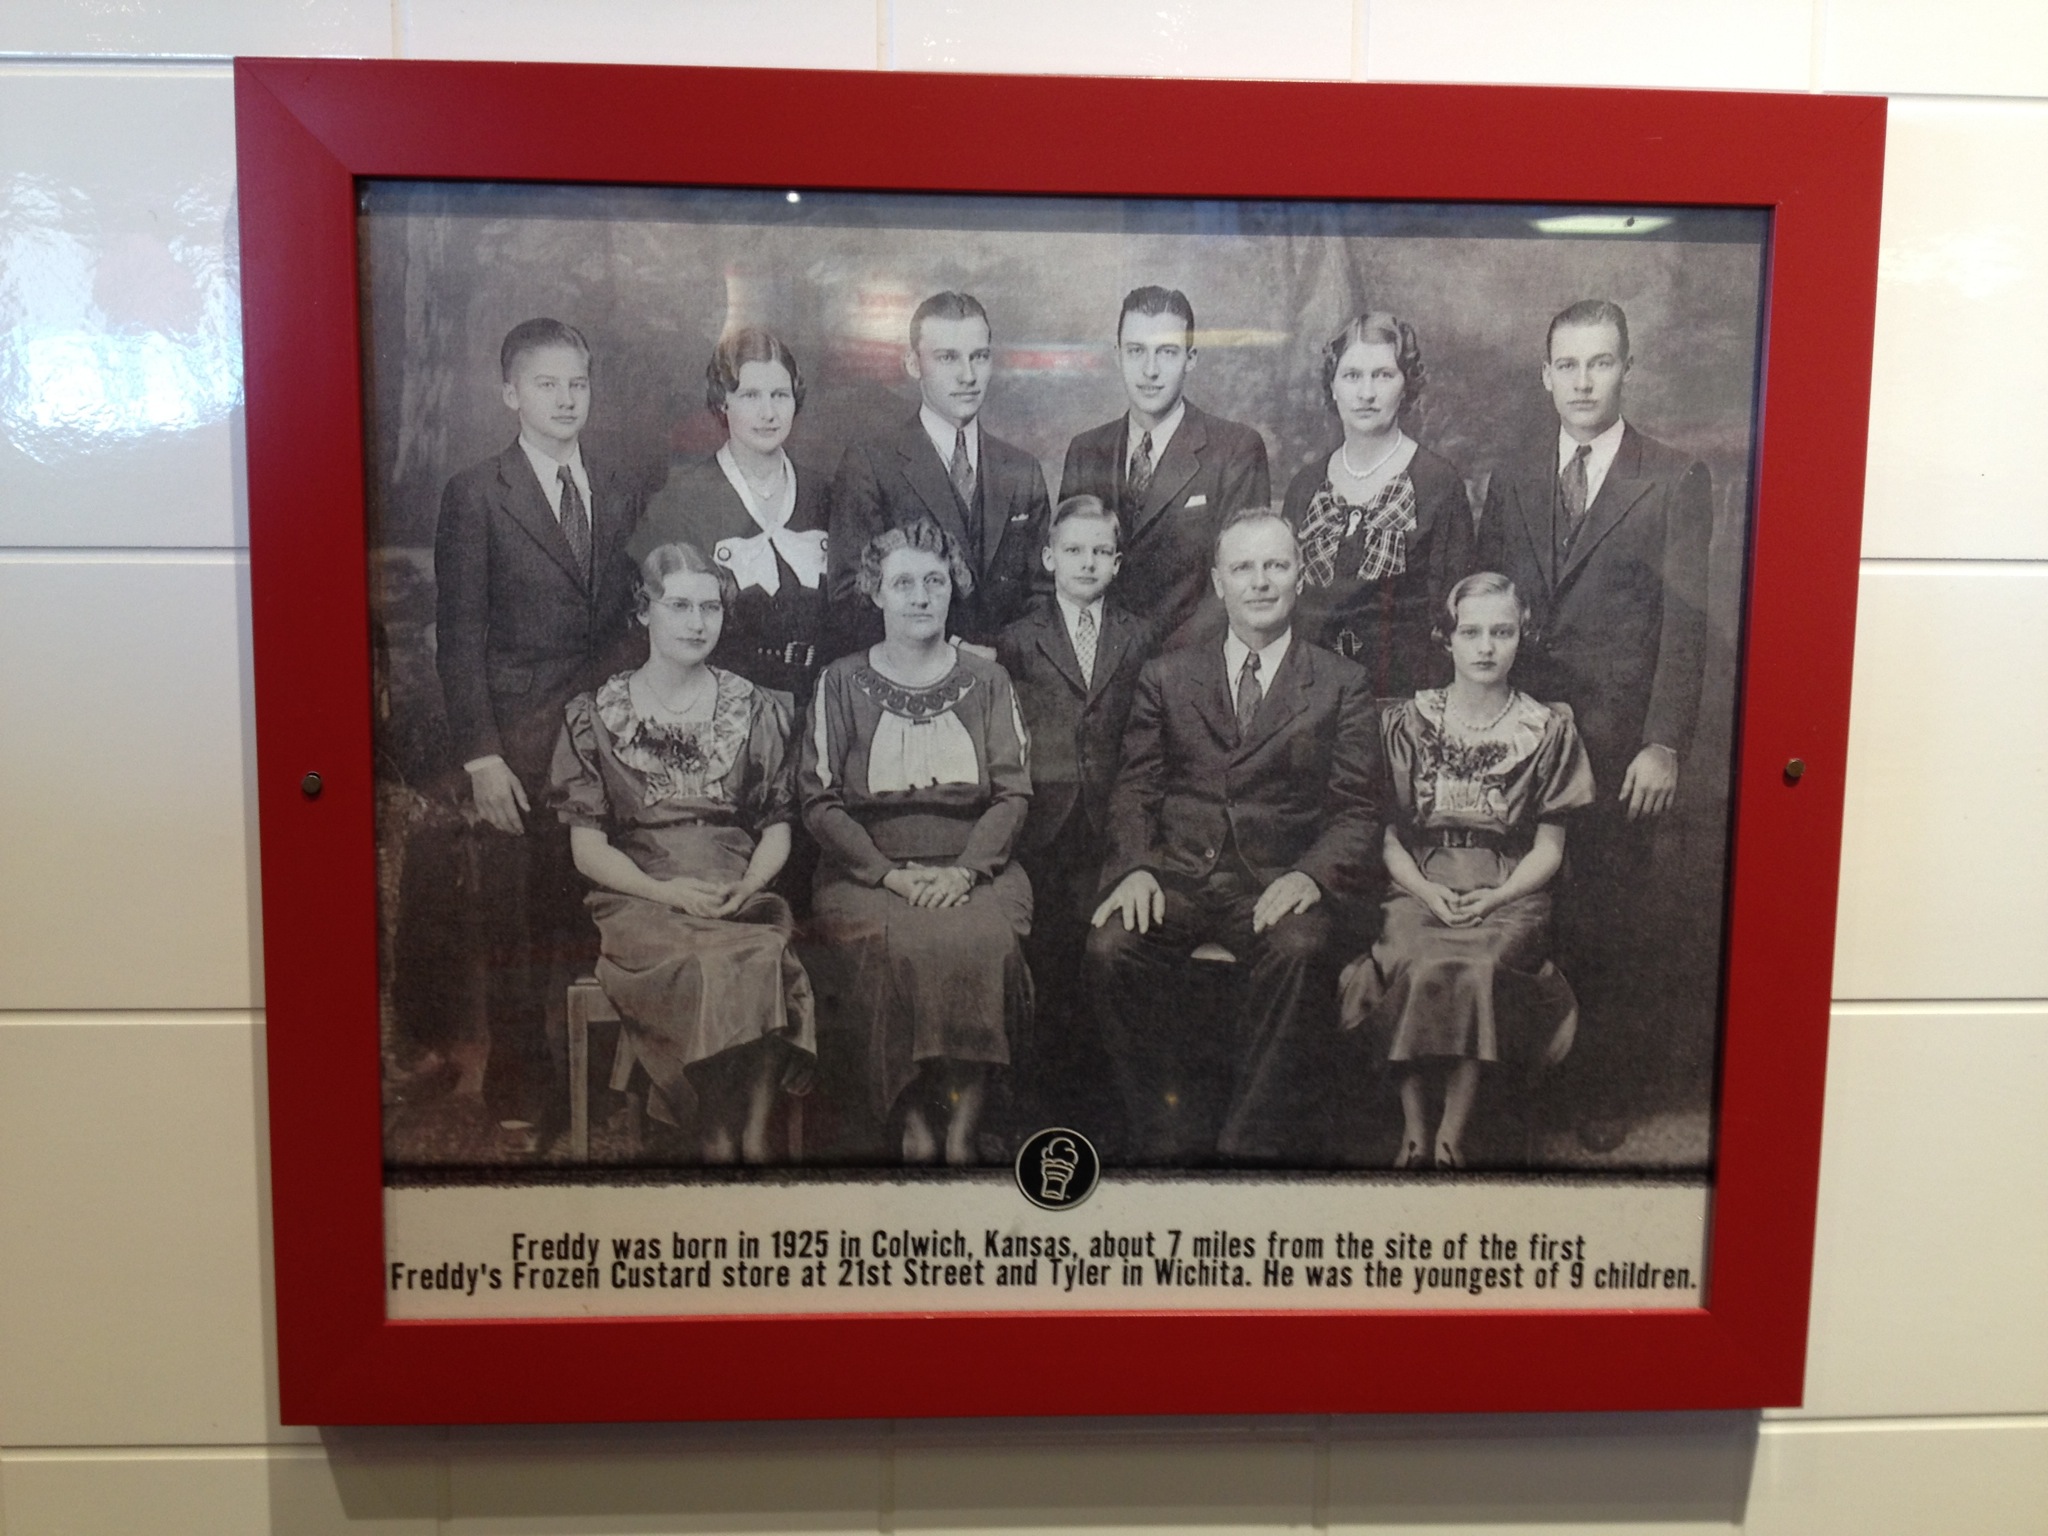 Freddy was born in 1925 in Colwich, Kansas, about 7 miles from the site of the first
Freddy's Frozen Custard store at 21st Street and Tyler in Wichita. He was the youngest of 9 children.